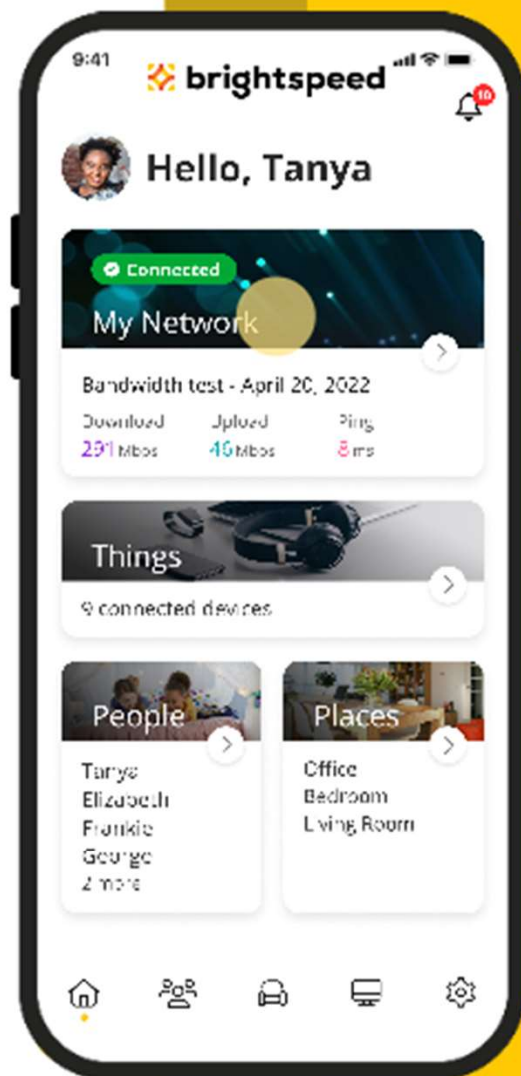 9:41
brightspeed
10
Hello, Tanya
Connected
My Network
Bandwidth test - April 20, 2022
Download Upload Ping
291 Mbps 46 Mbps 8 ms
Things
9 connected devices
People
Tanya
Elizabeth
Frankie
George
2 more
Places
Office
Bedroom
Living Room